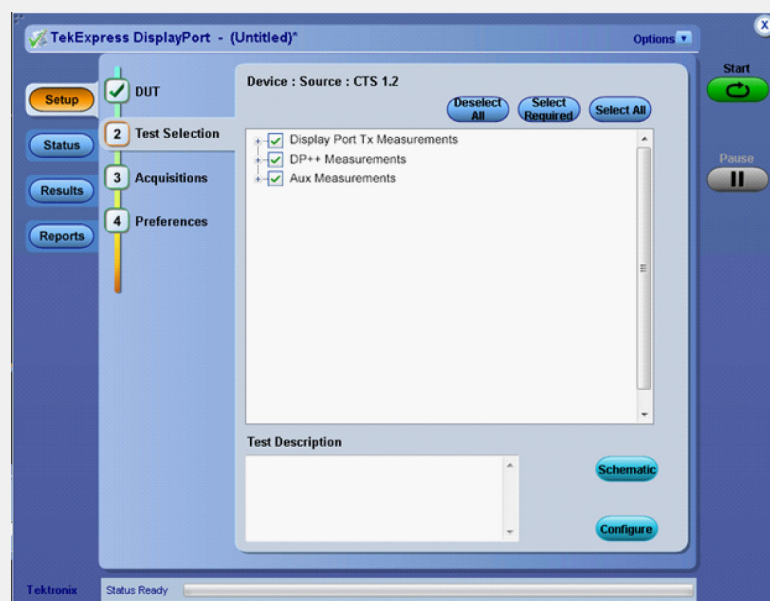 TekExpress DisplayPort - (Untitled)*
Options
X
Start
Pause
Setup
Status
Results
Reports
DUT
2 Test Selection
3 Acquisitions
4 Preferences
Device : Source : CTS 1.2
Deselect All
Select Required
Select All
Display Port Tx Measurements
DP++ Measurements
Aux Measurements
Test Description
Schematic
Configure
Tektronix
Status Ready